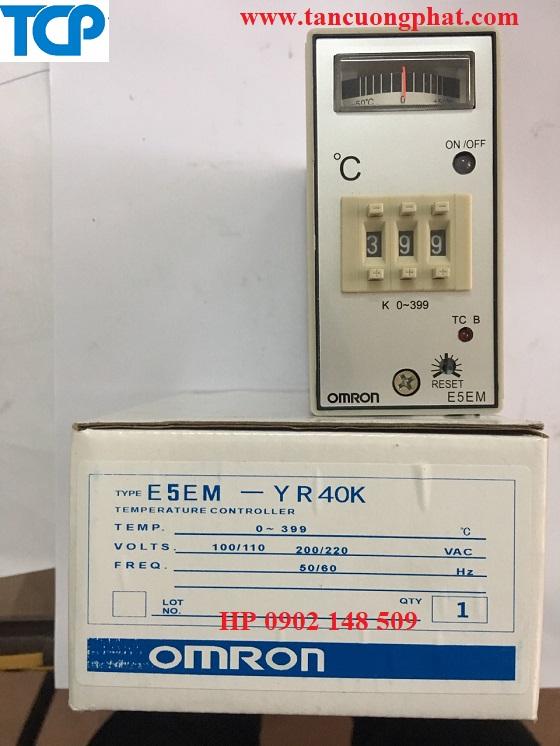 TCP
www.tancuongphat.com
-50℃ 0
ON /OFF
℃
3 9 9
K 0~399
TC B
RESET
OMRON E5EM
TYPE E5EM — YR40K
TEMPERATURE CONTROLLER
TEMP. 0~ 399 ℃
VOLTS. 100/110 200/220 VAC
FREQ. 50/60 Hz
LOT NO. QTY 1
HP 0902 148 509
OMRON